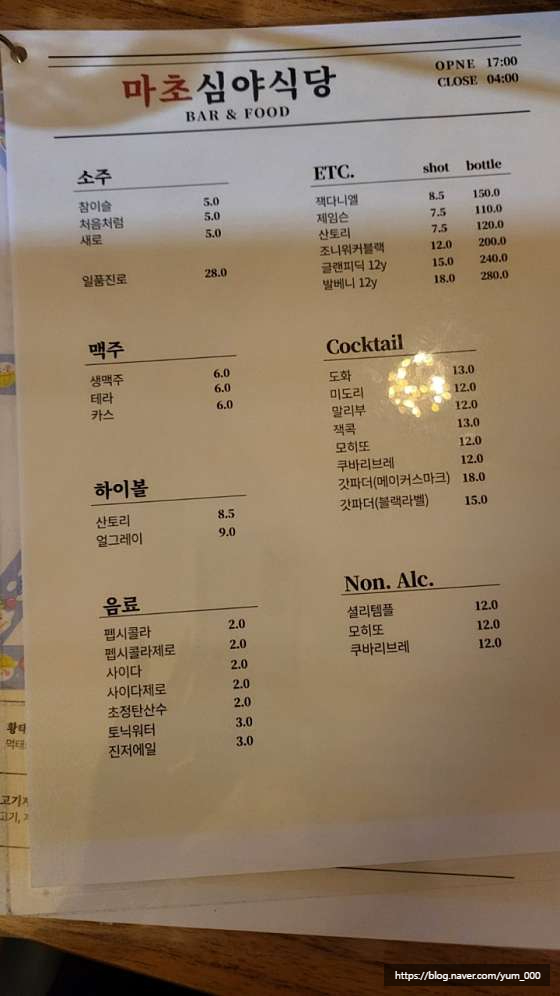 마초심야식당
BAR & FOOD
OPNE 17:00
CLOSE 04:00
소주
참이슬 5.0
처음처럼 5.0
새로 5.0
일품진로 28.0
맥주
생맥주 6.0
테라 6.0
카스 6.0
하이볼
산토리 8.5
얼그레이 9.0
음료
펩시콜라 2.0
펩시콜라제로 2.0
사이다 2.0
사이다제로 2.0
초정탄산수 2.0
토닉워터 3.0
진저에일 3.0
ETC. shot bottle
잭다니엘 8.5 150.0
제임슨 7.5 110.0
산토리 7.5 120.0
조니워커블랙 12.0 200.0
글랜피딕 12y 15.0 240.0
발베니 12y 18.0 280.0
Cocktail
도화 13.0
미도리 12.0
말리부 12.0
잭콕 13.0
모히또 12.0
쿠바리브레 12.0
갓파더(메이커스마크) 18.0
갓파더(블랙라벨) 15.0
Non. Alc.
셜리템플 12.0
모히또 12.0
쿠바리브레 12.0
황태
먹태
고기
https://blog.naver.com/yum_000